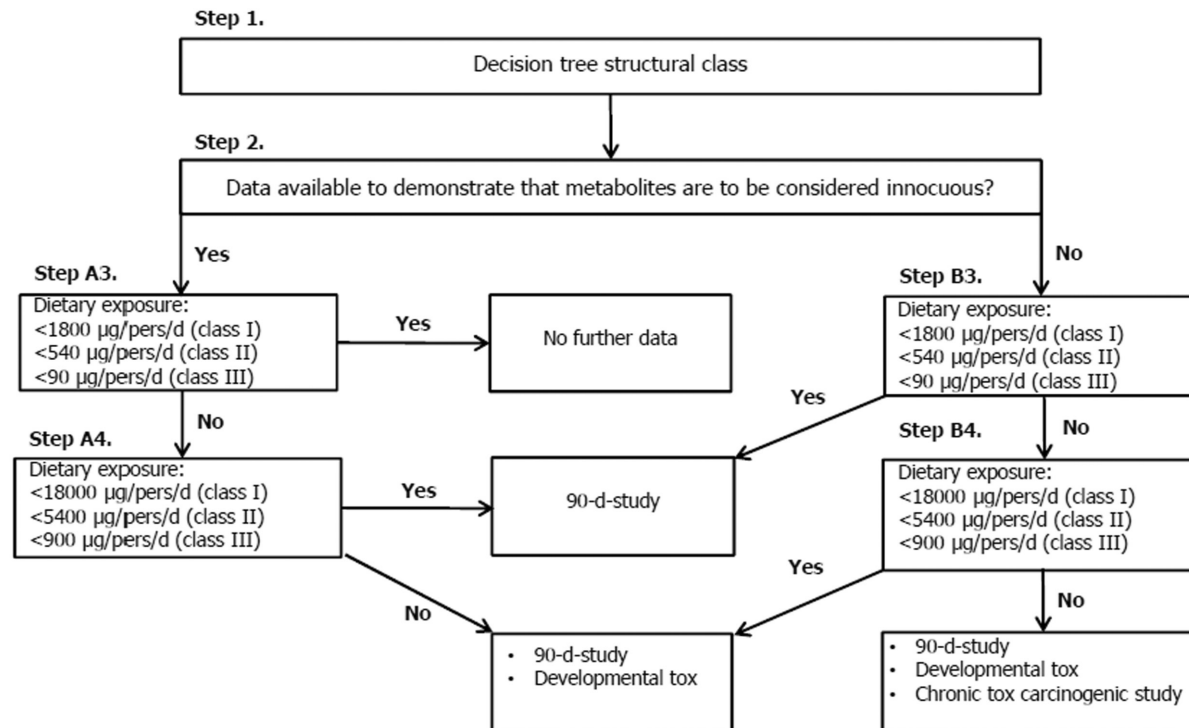 Step 1.
Decision tree structural class
Step 2.
Data available to demonstrate that metabolites are to be considered innocuous?
Yes
No
Step A3.
Dietary exposure:
<1800 µg/pers/d (class I)
<540 µg/pers/d (class II)
<90 µg/pers/d (class III)
Yes
No further data
Step B3.
Dietary exposure:
<1800 µg/pers/d (class I)
<540 µg/pers/d (class II)
<90 µg/pers/d (class III)
No
Yes
No
Step A4.
Dietary exposure:
<18000 µg/pers/d (class I)
<5400 µg/pers/d (class II)
<900 µg/pers/d (class III)
Yes
90-d-study
Step B4.
Dietary exposure:
<18000 µg/pers/d (class I)
<5400 µg/pers/d (class II)
<900 µg/pers/d (class III)
No
Yes
No
• 90-d-study
• Developmental tox
• 90-d-study
• Developmental tox
• Chronic tox carcinogenic study